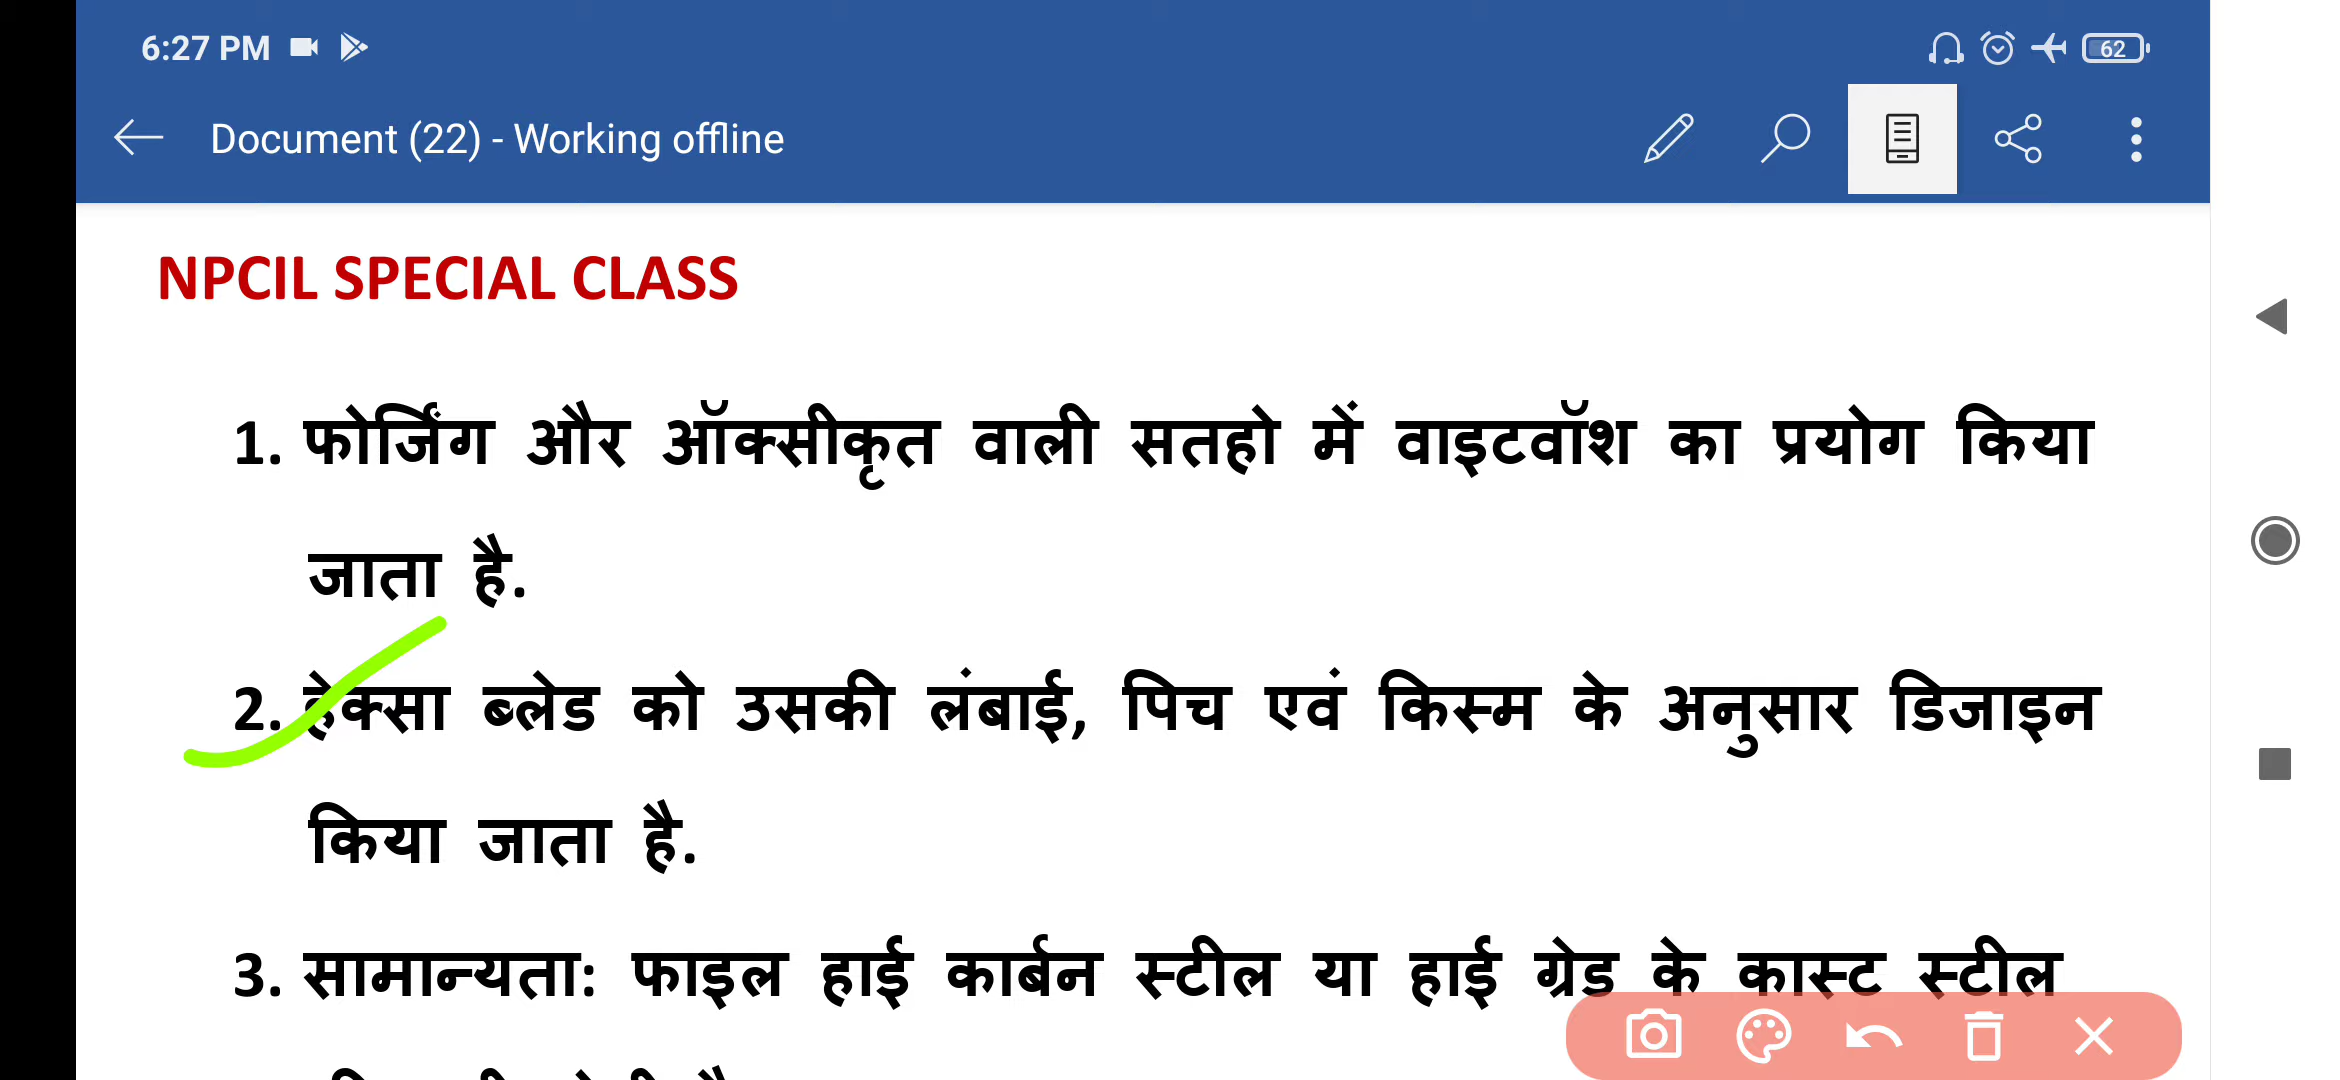 6:27 PM
62
Document (22) - Working offline
NPCIL SPECIAL CLASS
1. फोर्जिंग और ऑक्सीकृत वाली सतहो में वाइटवॉश का प्रयोग किया
जाता है.
2. हेक्सा ब्लेड को उसकी लंबाई, पिच एवं किस्म के अनुसार डिजाइन
किया जाता है.
3. सामान्यता: फाइल हाई कार्बन स्टील या हाई ग्रेड के कास्ट स्टील